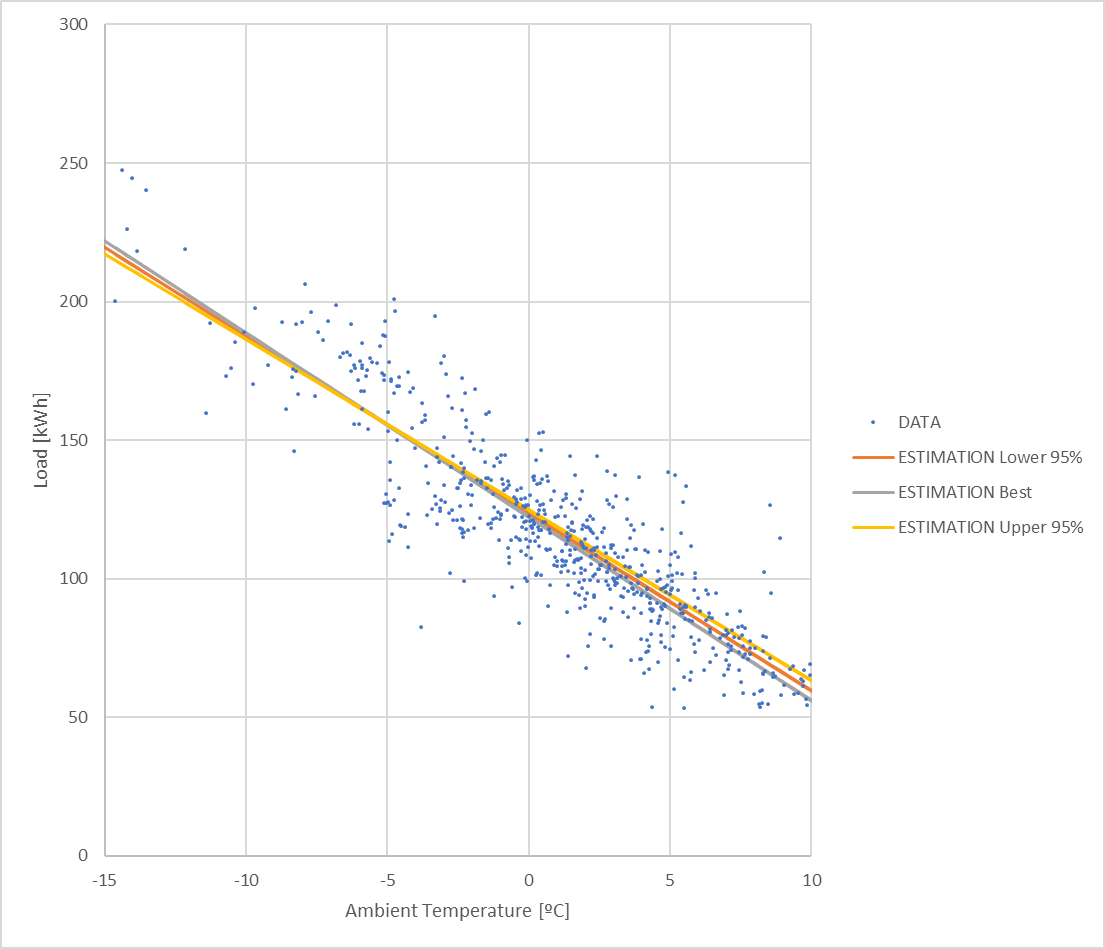 300
250
200
150
100
50
0
-15 -10 -5 0 5 10
Load [kWh]
Ambient Temperature [ºC]
DATA
ESTIMATION Lower 95%
ESTIMATION Best
ESTIMATION Upper 95%